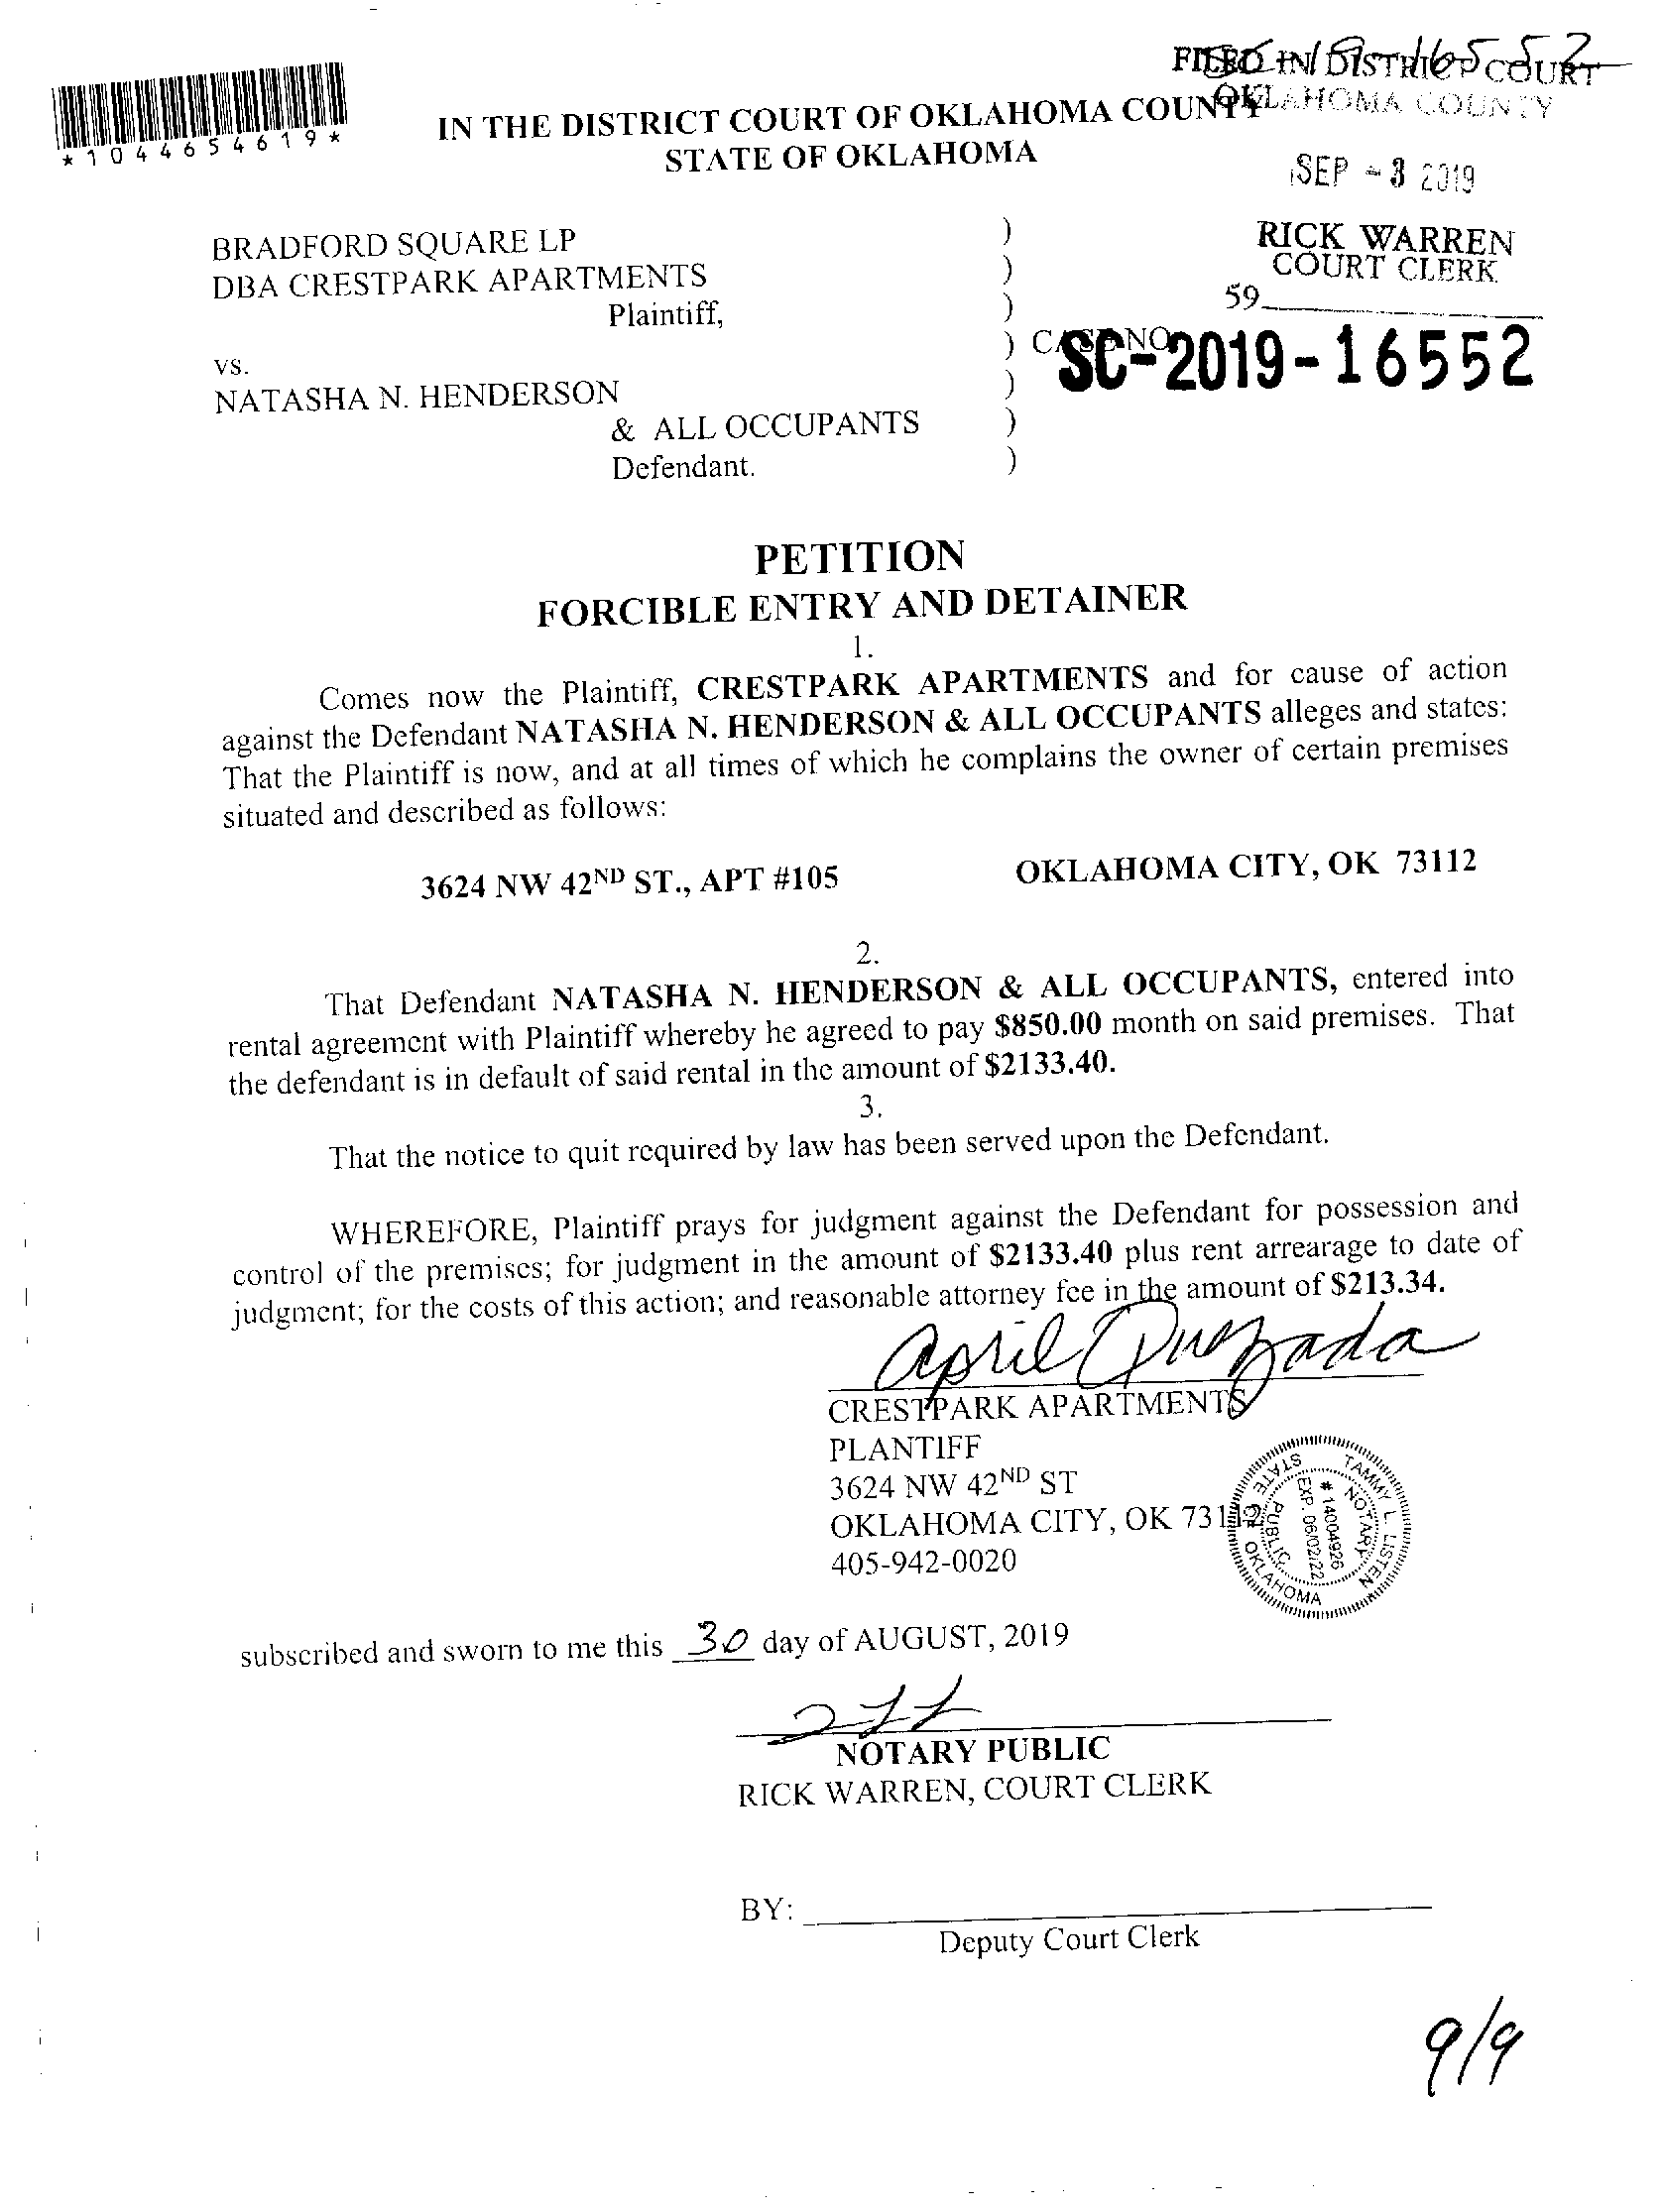 SC-19-16552
FILED IN DISTRICT COURT
OKLAHOMA COUNTY
*1044654619*
IN THE DISTRICT COURT OF OKLAHOMA COUNTY
STATE OF OKLAHOMA
SEP -3 2019
RICK WARREN
COURT CLERK
59
BRADFORD SQUARE LP )
DBA CRESTPARK APARTMENTS )
Plaintiff, )
) CASE NO
SC-2019-16552
vs.
NATASHA N. HENDERSON )
& ALL OCCUPANTS )
Defendant. )
PETITION
FORCIBLE ENTRY AND DETAINER
1.
Comes now the Plaintiff, CRESTPARK APARTMENTS and for cause of action
against the Defendant NATASHA N. HENDERSON & ALL OCCUPANTS alleges and states:
That the Plaintiff is now, and at all times of which he complains the owner of certain premises
situated and described as follows:
3624 NW 42ND ST., APT #105 OKLAHOMA CITY, OK 73112
2.
That Defendant NATASHA N. HENDERSON & ALL OCCUPANTS, entered into
rental agreement with Plaintiff whereby he agreed to pay $850.00 month on said premises. That
the defendant is in default of said rental in the amount of $2133.40.
3.
That the notice to quit required by law has been served upon the Defendant.
WHEREFORE, Plaintiff prays for judgment against the Defendant for possession and
control of the premises; for judgment in the amount of $2133.40 plus rent arrearage to date of
judgment; for the costs of this action; and reasonable attorney fee in the amount of $213.34.
April Quezada
CRESTPARK APARTMENTS
PLANTIFF
3624 NW 42ND ST
OKLAHOMA CITY, OK 73112
405-942-0020
TAMMY L. LISTEN
NOTARY PUBLIC
# 14004926
EXP. 06/02/22
STATE OF OKLAHOMA
subscribed and sworn to me this 30 day of AUGUST, 2019
NOTARY PUBLIC
RICK WARREN, COURT CLERK
BY:
Deputy Court Clerk
9/9